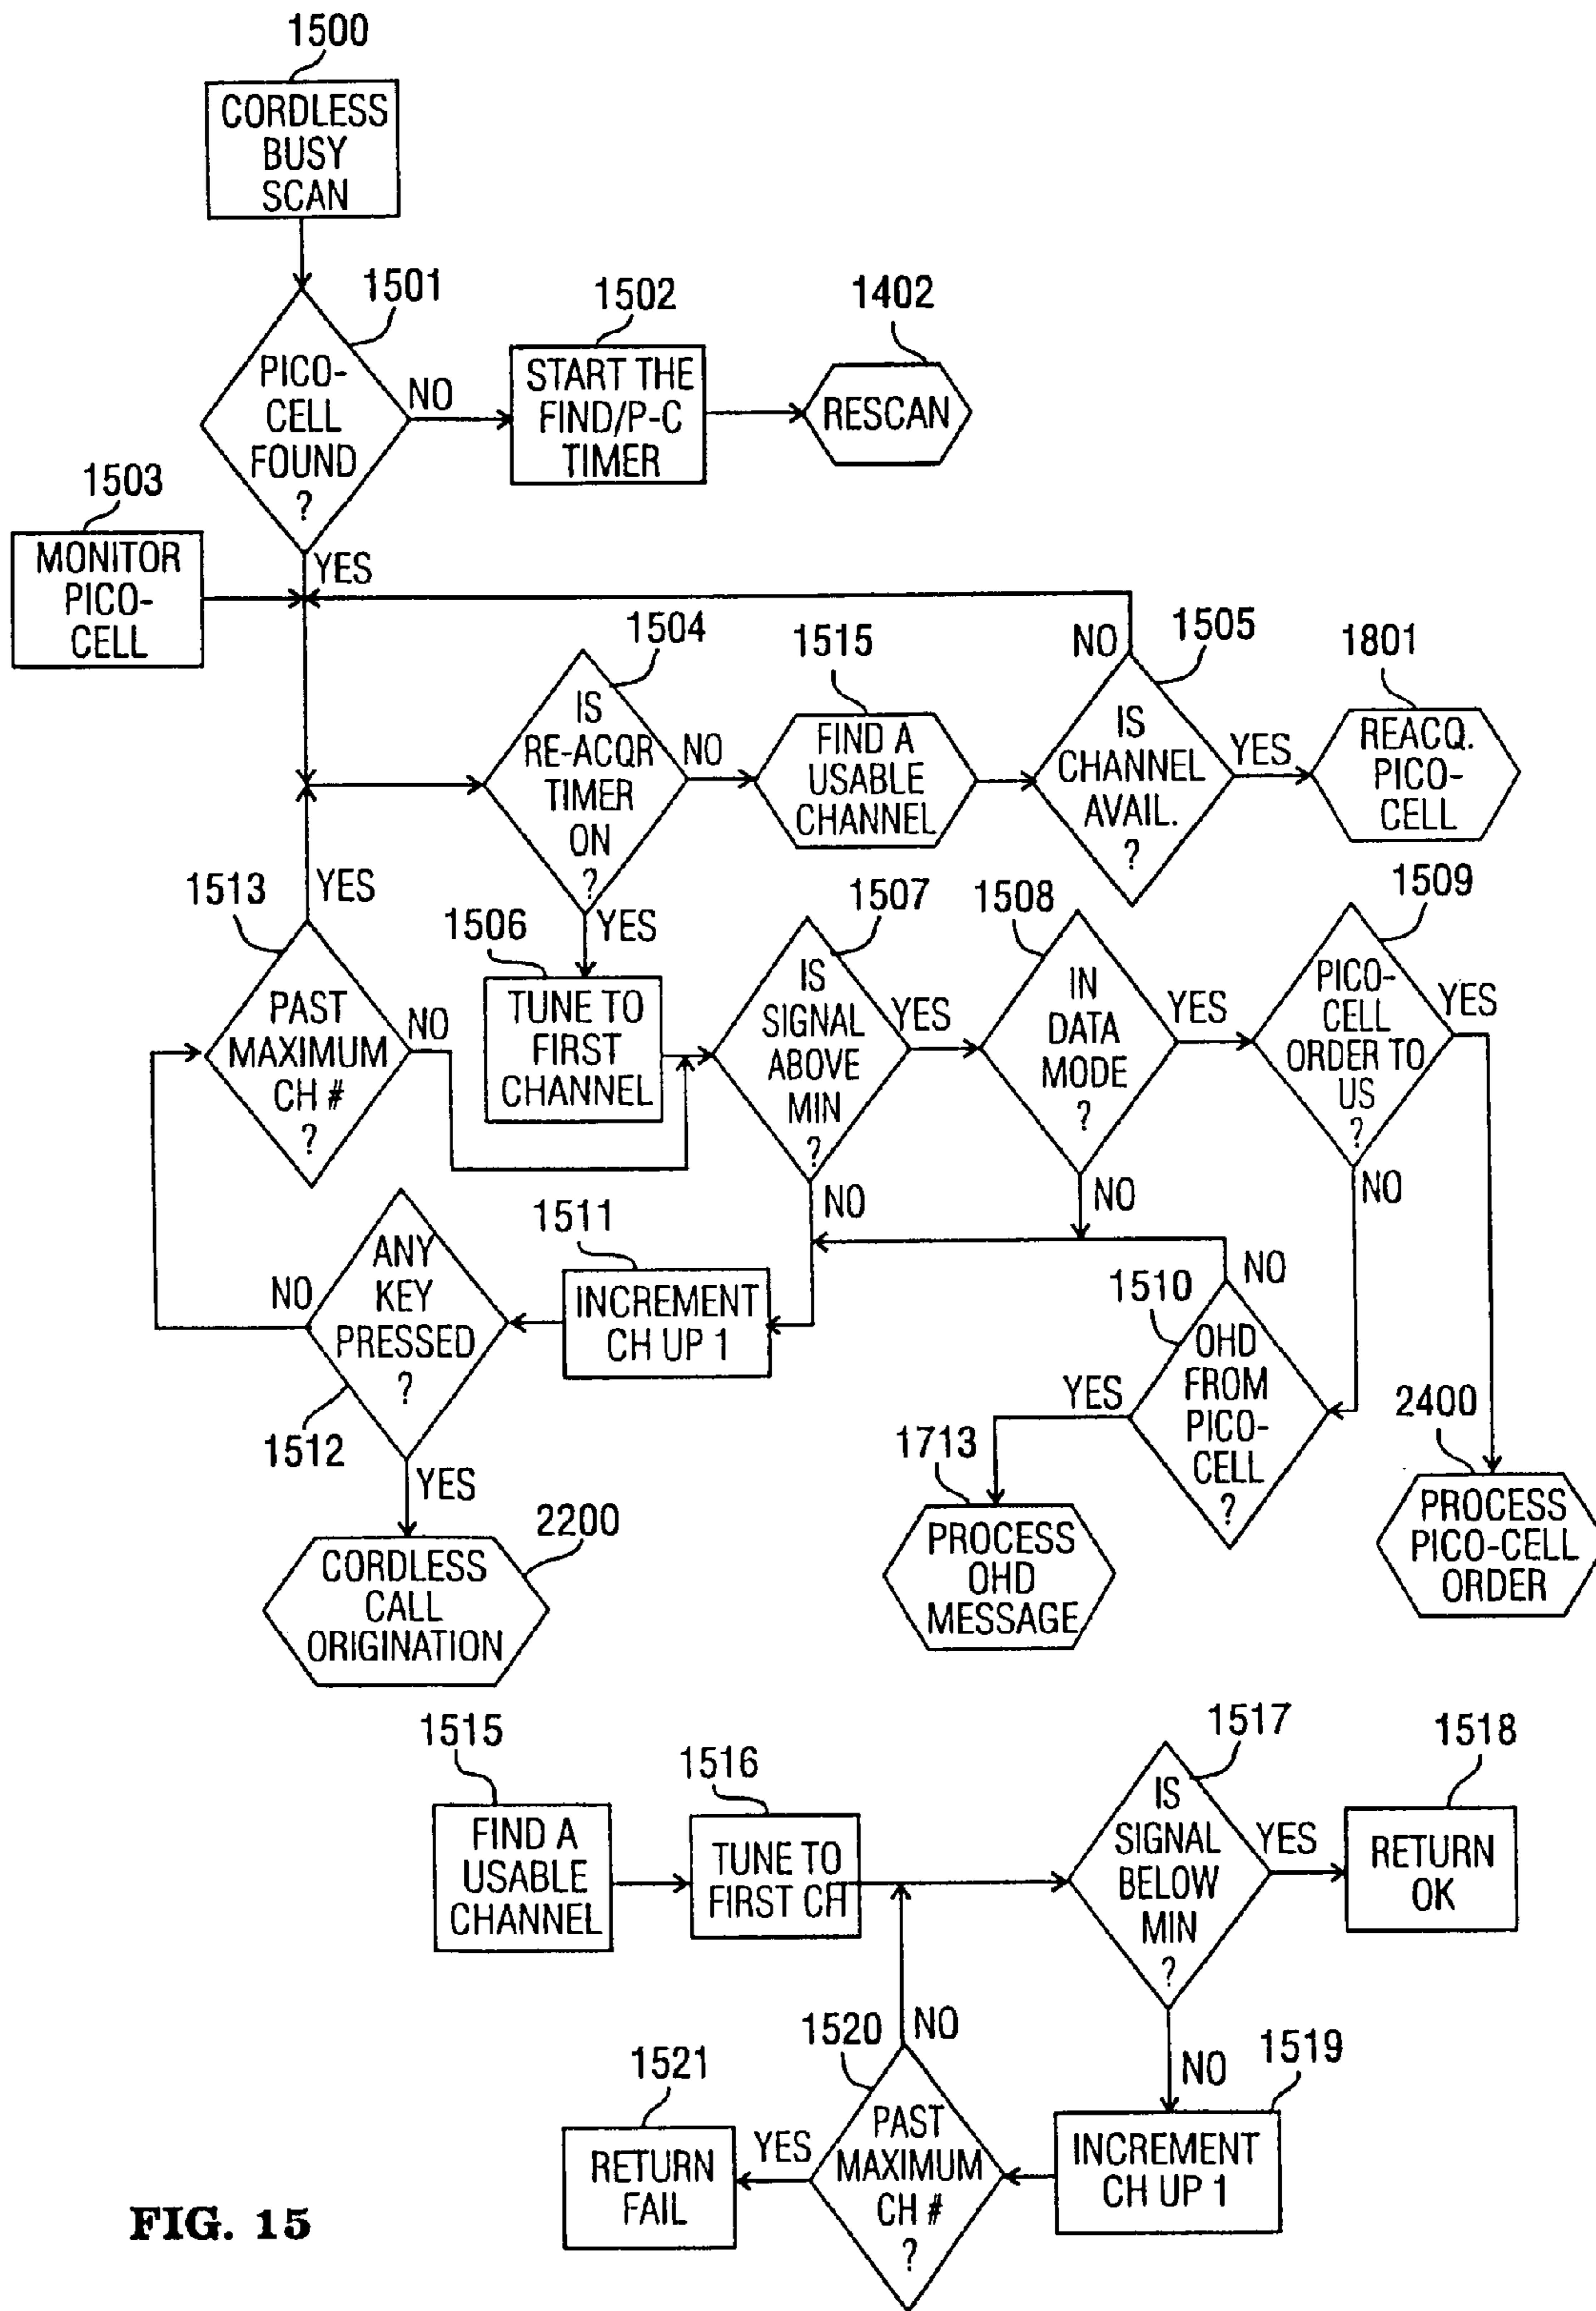 1500
CORDLESS
BUSY
SCAN
1501
PICO-
CELL
FOUND
?
NO
1502
START THE
FIND/P-C
TIMER
1402
RESCAN
1503
MONITOR
PICO-
CELL
YES
1504
IS
RE-ACQR
TIMER
ON
?
NO
1515
FIND A
USABLE
CHANNEL
NO
1505
IS
CHANNEL
AVAIL.
?
YES
1801
REACQ.
PICO-
CELL
1513
YES
PAST
MAXIMUM
CH #
?
NO
YES
1506
TUNE TO
FIRST
CHANNEL
1507
IS
SIGNAL
ABOVE
MIN
?
YES
1508
IN
DATA
MODE
?
YES
1509
PICO-
CELL
ORDER TO
US
?
YES
NO
NO
NO
1511
INCREMENT
CH UP 1
ANY
KEY
PRESSED
?
NO
1512
YES
2200
CORDLESS
CALL
ORIGINATION
NO
1510
OHD
FROM
PICO-
CELL
?
YES
1713
PROCESS
OHD
MESSAGE
2400
PROCESS
PICO-CELL
ORDER
1515
FIND A
USABLE
CHANNEL
1516
TUNE TO
FIRST CH
1517
IS
SIGNAL
BELOW
MIN
?
YES
1518
RETURN
OK
NO
1519
INCREMENT
CH UP 1
1520
NO
PAST
MAXIMUM
CH #
?
YES
1521
RETURN
FAIL
FIG. 15